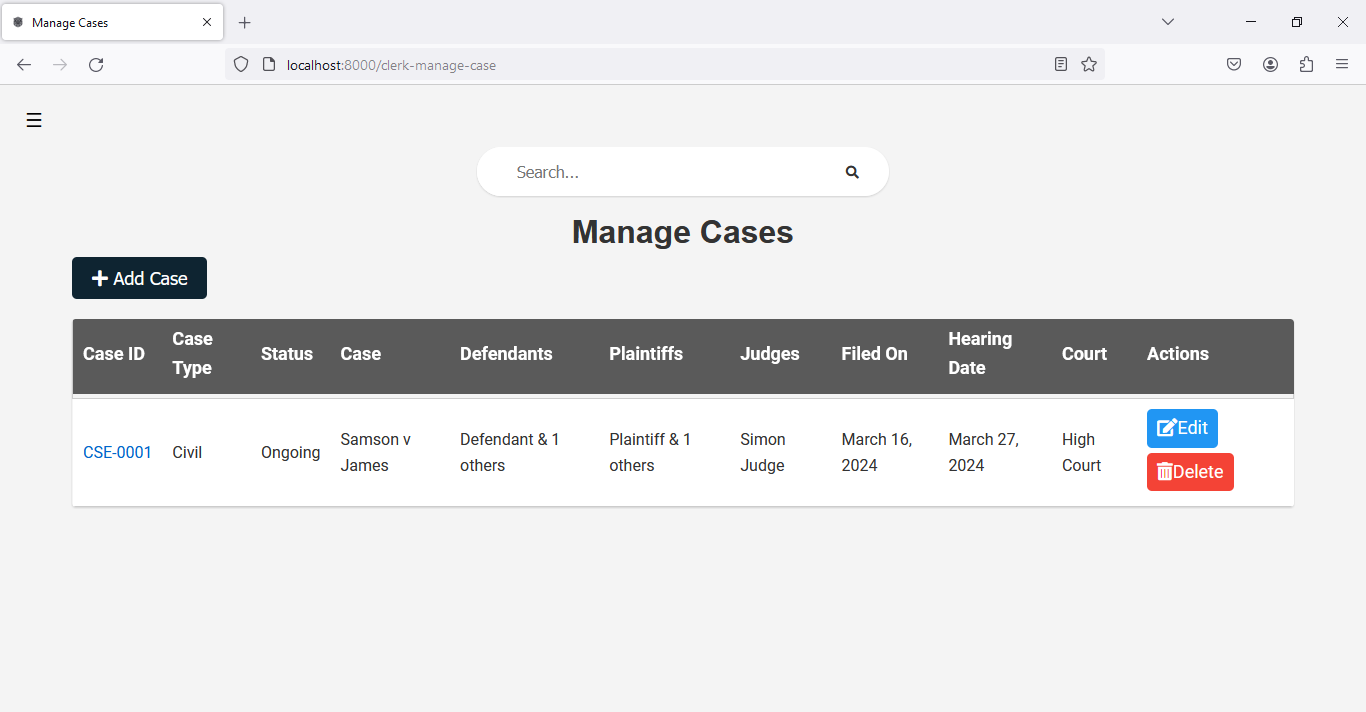 Manage Cases
localhost:8000/clerk-manage-case
Search...
Manage Cases
Add Case
Case ID Case Type Status Case Defendants Plaintiffs Judges Filed On Hearing Date Court Actions
CSE-0001 Civil Ongoing Samson v James Defendant & 1 others Plaintiff & 1 others Simon Judge March 16, 2024 March 27, 2024 High Court Edit
Delete